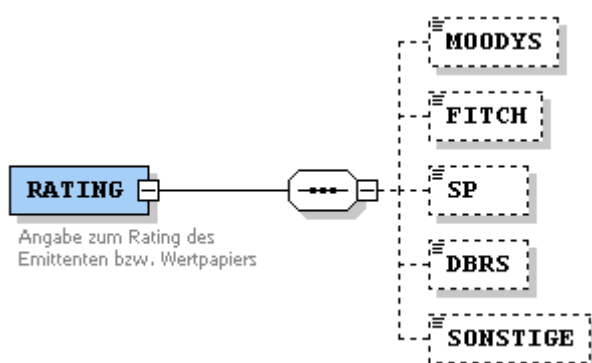 MOODYS
FITCH
RATING
SP
Angabe zum Rating des
Emittenten bzw. Wertpapiers
DBRS
SONSTIGE